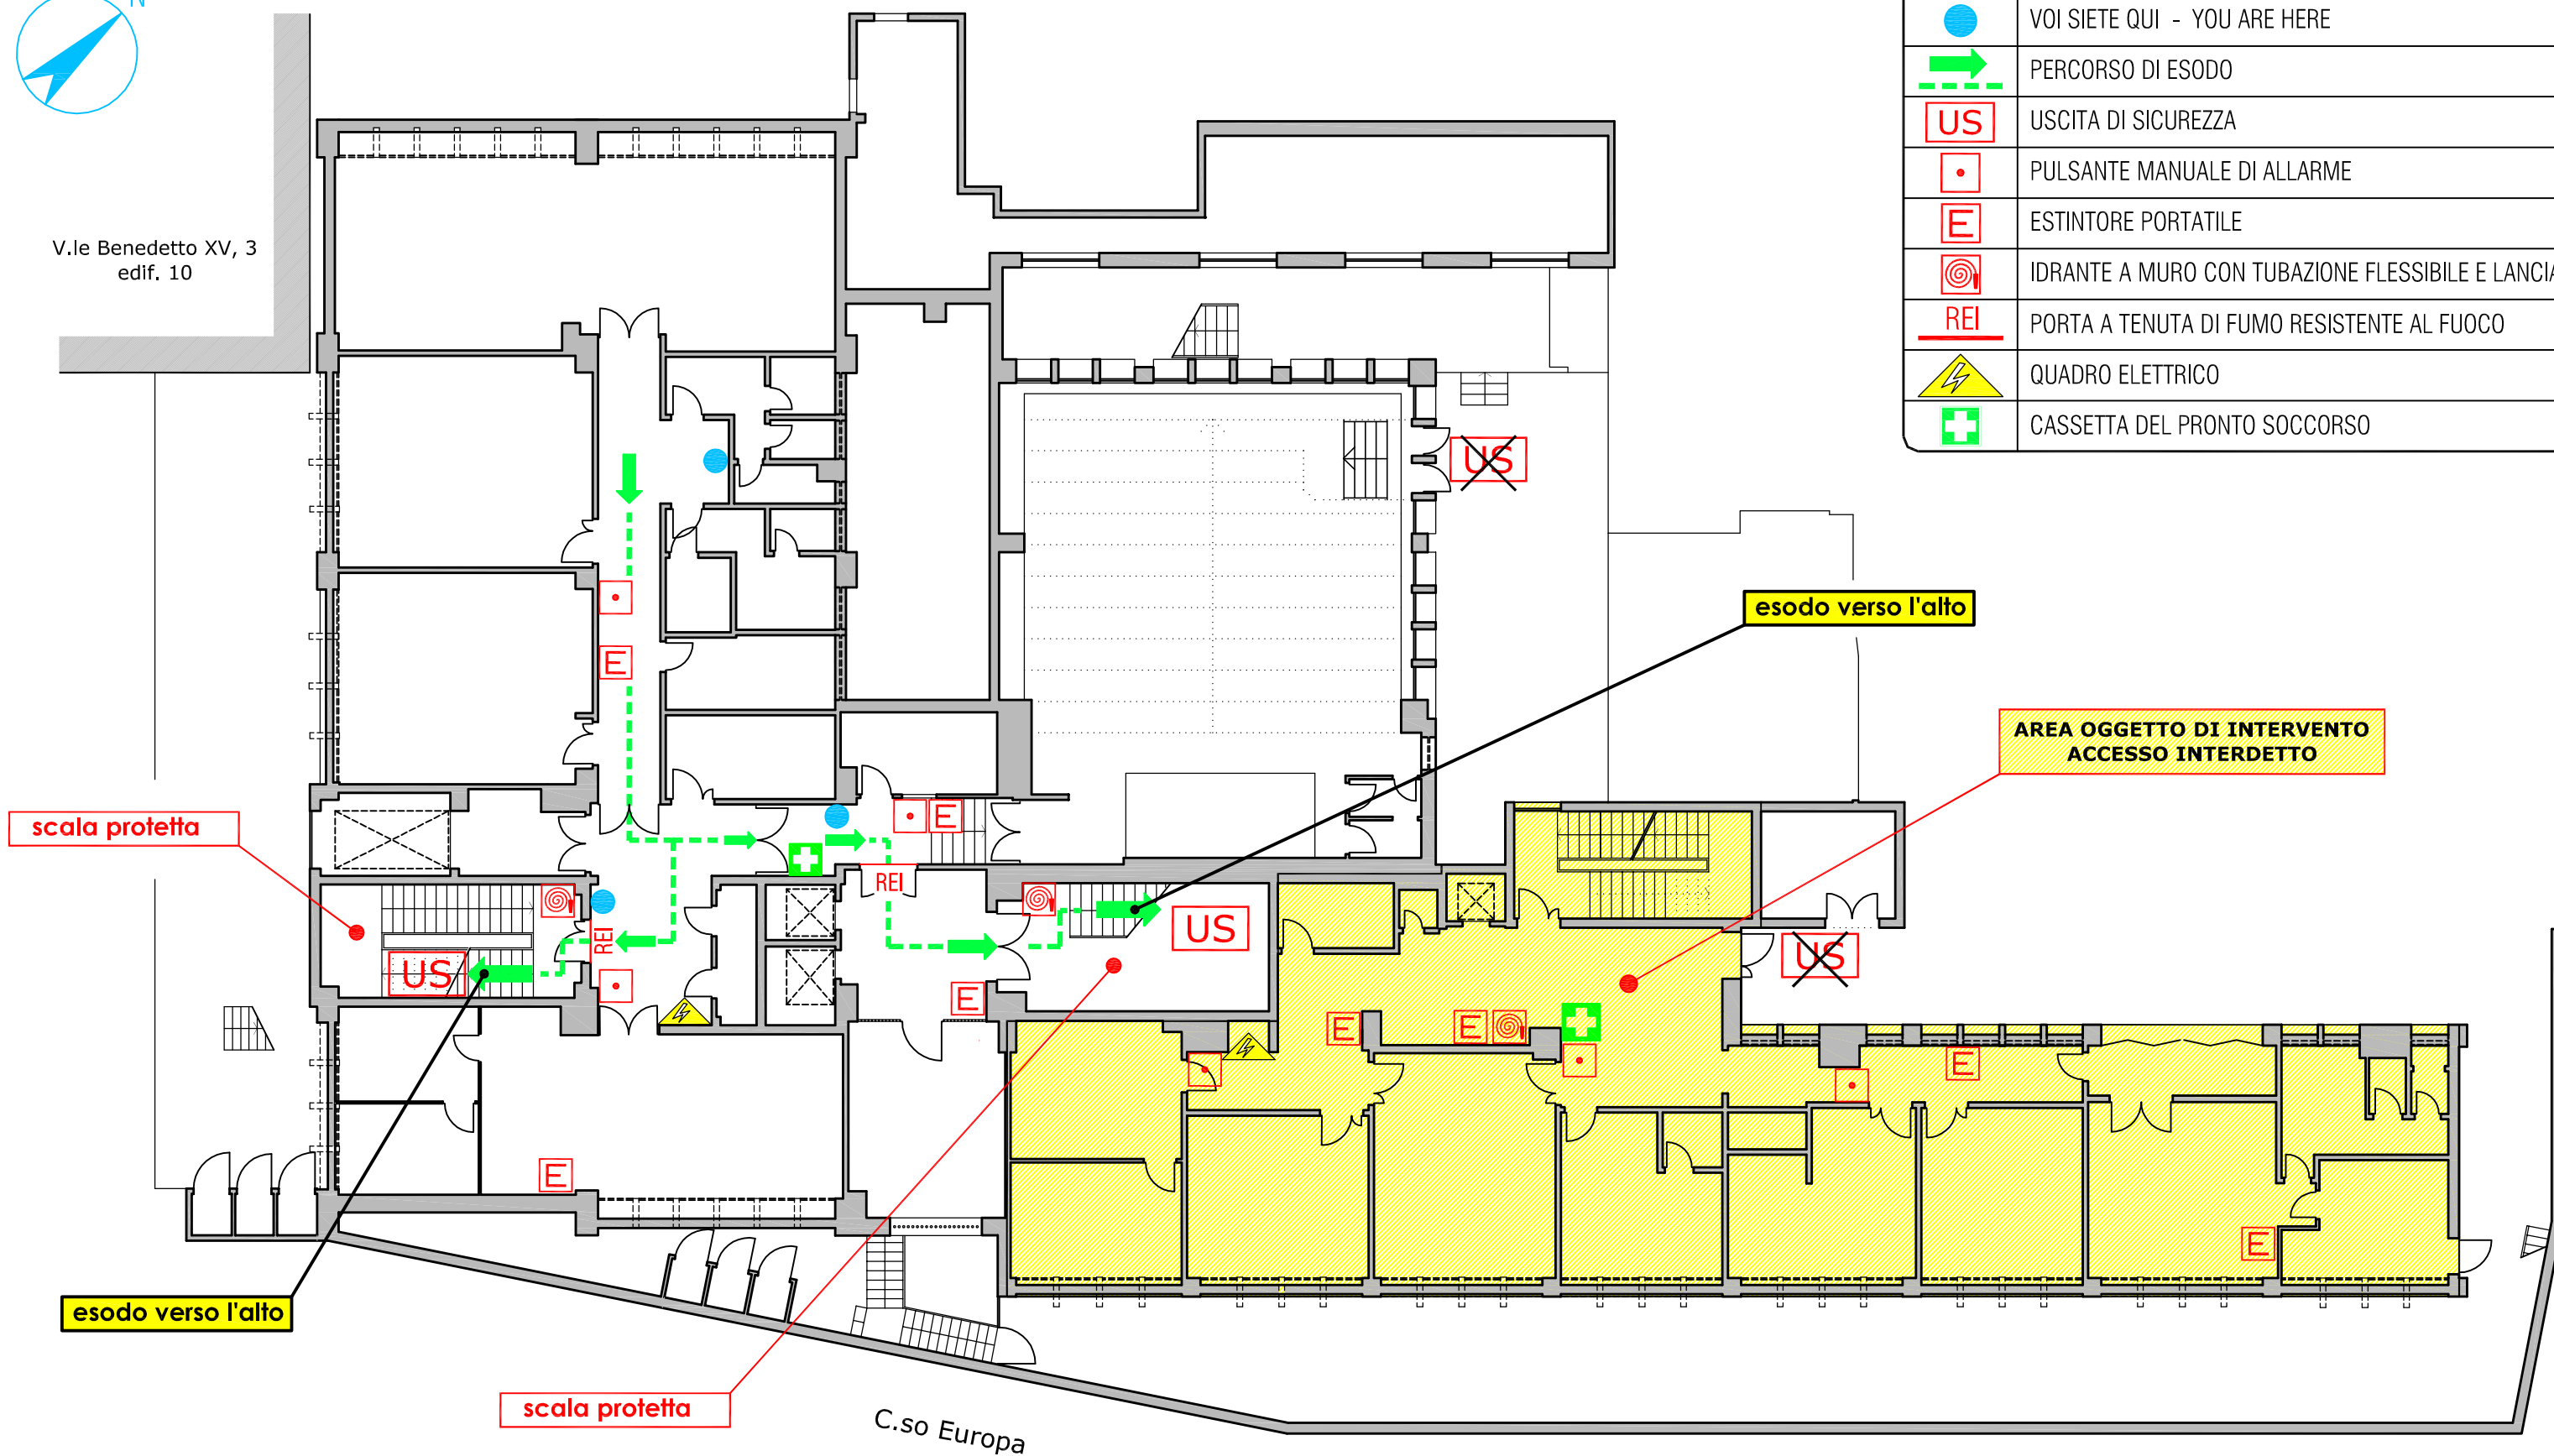 N
VOI SIETE QUI - YOU ARE HERE
PERCORSO DI ESODO
US
USCITA DI SICUREZZA
PULSANTE MANUALE DI ALLARME
E
ESTINTORE PORTATILE
IDRANTE A MURO CON TUBAZIONE FLESSIBILE E LANCIA
REI
PORTA A TENUTA DI FUMO RESISTENTE AL FUOCO
QUADRO ELETTRICO
CASSETTA DEL PRONTO SOCCORSO
V.le Benedetto XV, 3
edif. 10
US
esodo verso l'alto
E
AREA OGGETTO DI INTERVENTO
ACCESSO INTERDETTO
scala protetta
E
REI
US
REI
US
US
E
E
E
E
E
E
esodo verso l'alto
scala protetta
C.so Europa